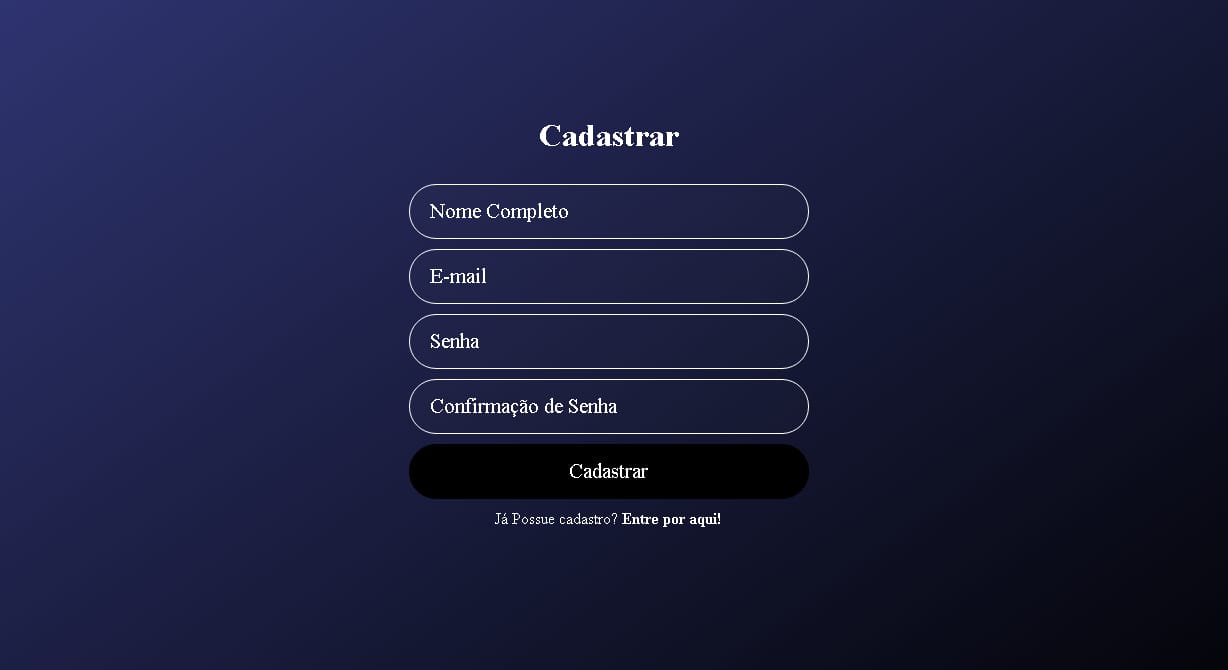 Cadastrar
Nome Completo
E-mail
Senha
Confirmação de Senha
Cadastrar
Já Possue cadastro? Entre por aqui!